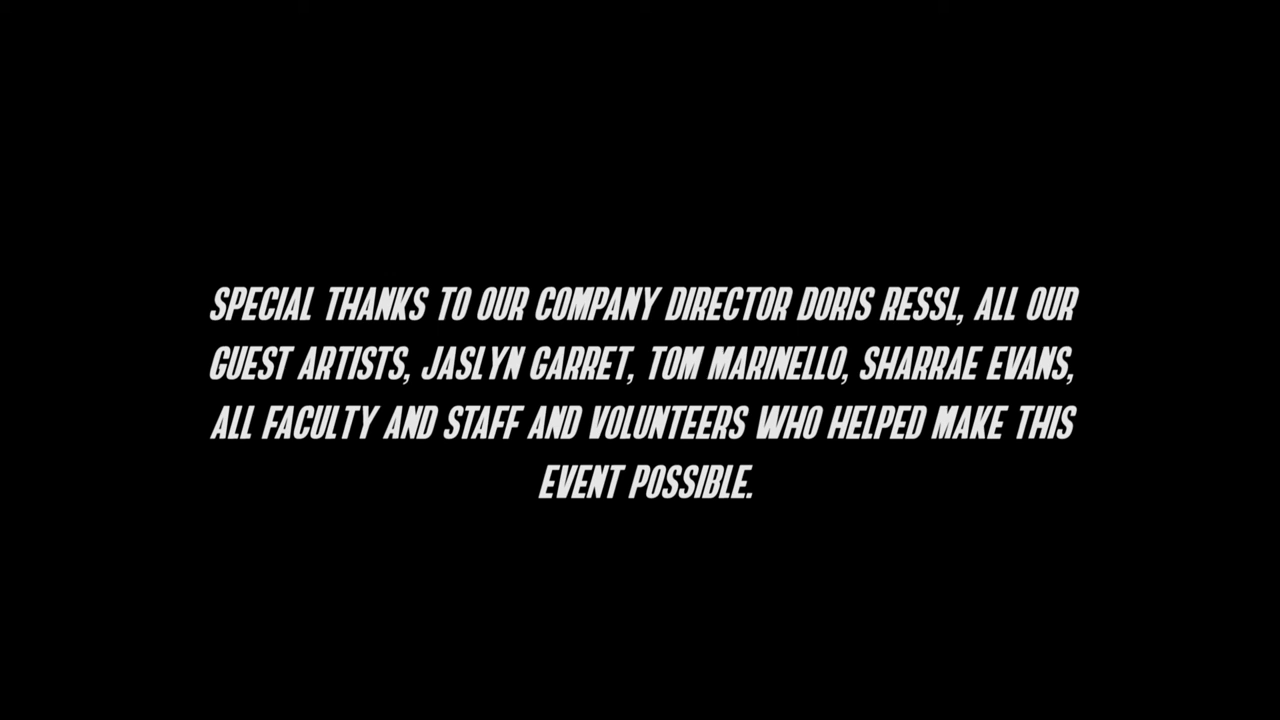 SPECIAL THANKS TO OUR COMPANY DIRECTOR DORIS RESSL, ALL OUR
GUEST ARTISTS, JASLYN GARRET, TOM MARINELLO, SHARRAE EVANS,
ALL FACULTY AND STAFF AND VOLUNTEERS WHO HELPED MAKE THIS
EVENT POSSIBLE.